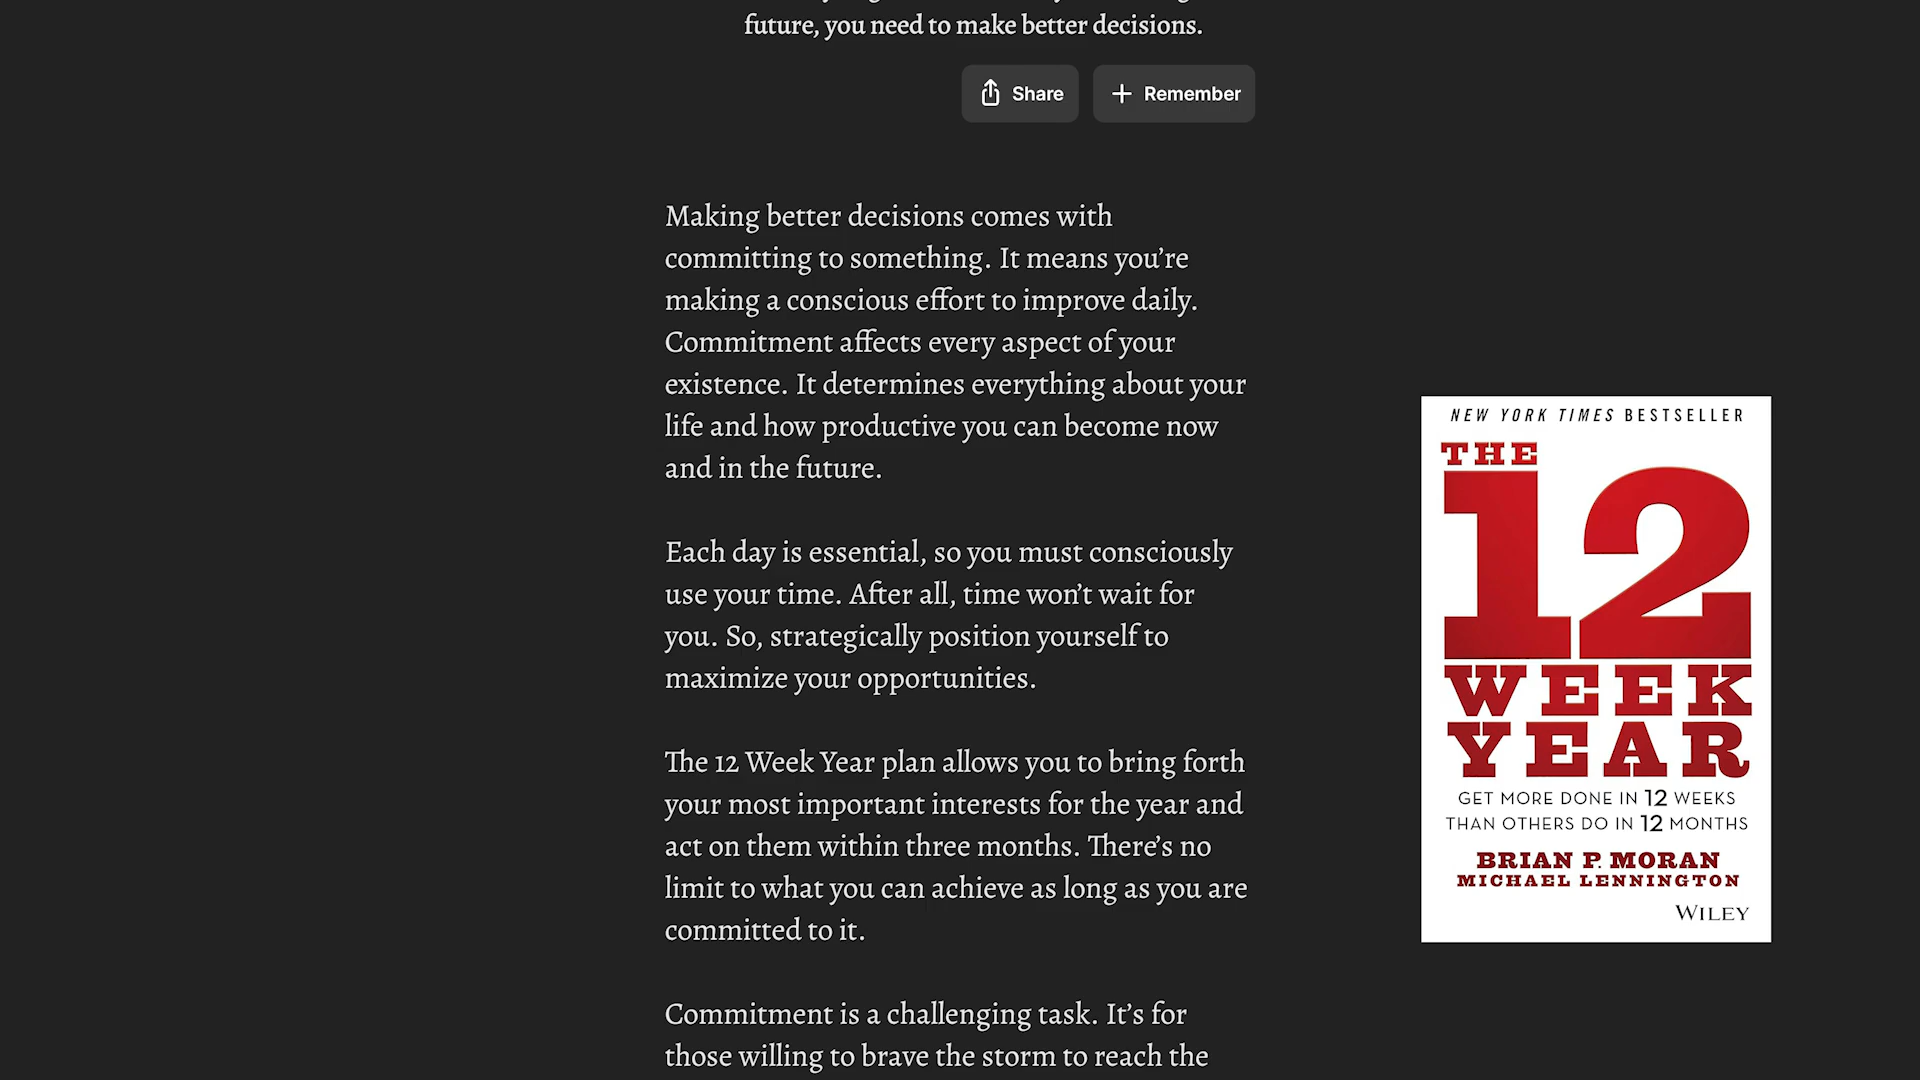 future, you need to make better decisions.
Share
Remember
Making better decisions comes with
committing to something. It means you’re
making a conscious effort to improve daily.
Commitment affects every aspect of your
existence. It determines everything about your
life and how productive you can become now
and in the future.
Each day is essential, so you must consciously
use your time. After all, time won’t wait for
you. So, strategically position yourself to
maximize your opportunities.
The 12 Week Year plan allows you to bring forth
your most important interests for the year and
act on them within three months. There’s no
limit to what you can achieve as long as you are
committed to it.
Commitment is a challenging task. It’s for
those willing to brave the storm to reach the
NEW YORK TIMES BESTSELLER
THE
12
WEEK
YEAR
GET MORE DONE IN 12 WEEKS
THAN OTHERS DO IN 12 MONTHS
BRIAN P. MORAN
MICHAEL LENNINGTON
WILEY